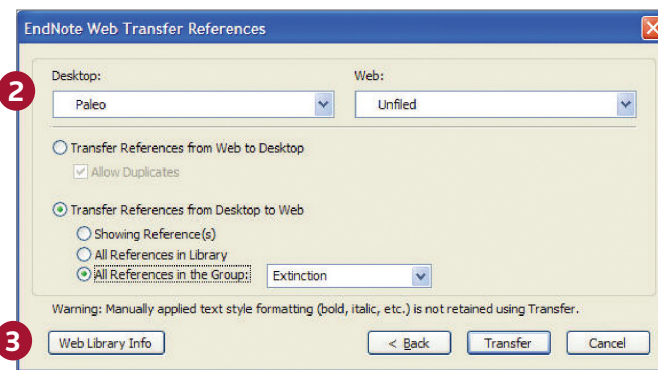 EndNote Web Transfer References
Desktop: Web:
2
Paleo Unfiled
Transfer References from Web to Desktop
Allow Duplicates
Transfer References from Desktop to Web
Showing Reference(s)
All References in Library
All References in the Group: Extinction
Warning: Manually applied text style formatting (bold, italic, etc.) is not retained using Transfer.
3
Web Library Info < Back Transfer Cancel